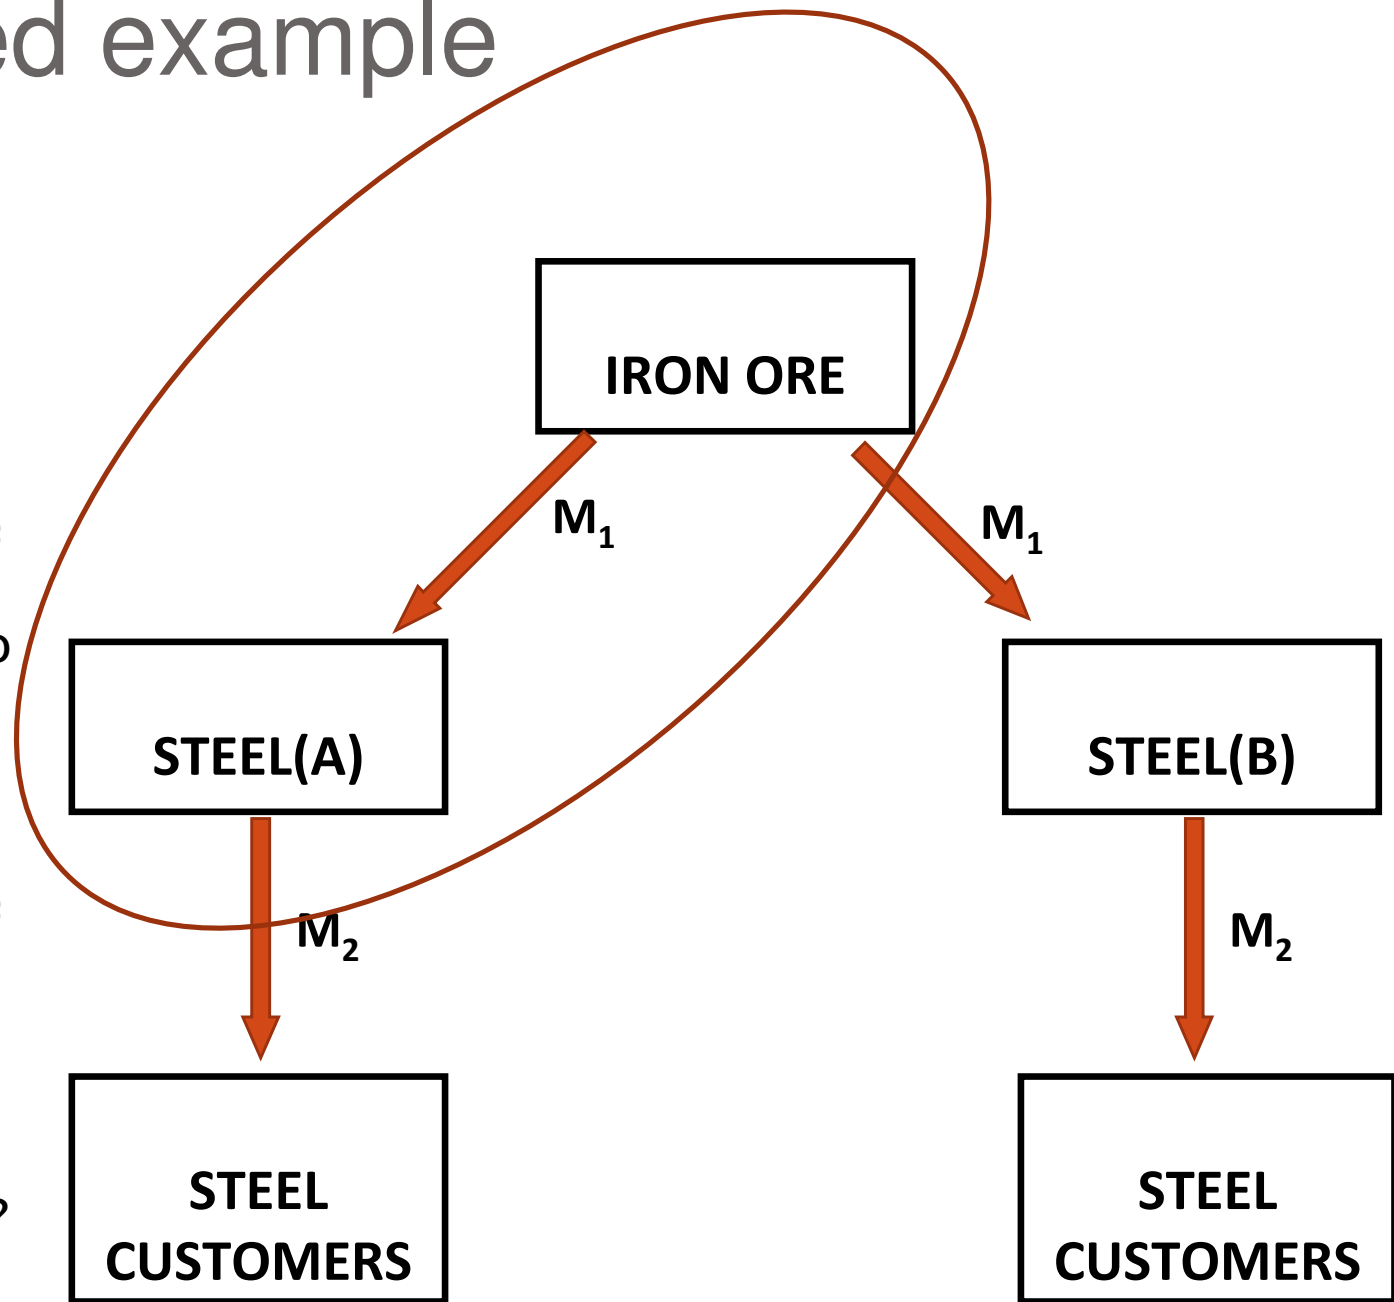 ed example
IRON ORE
M₁
M₁
STEEL(A)
STEEL(B)
M₂
M₂
STEEL
CUSTOMERS
STEEL
CUSTOMERS